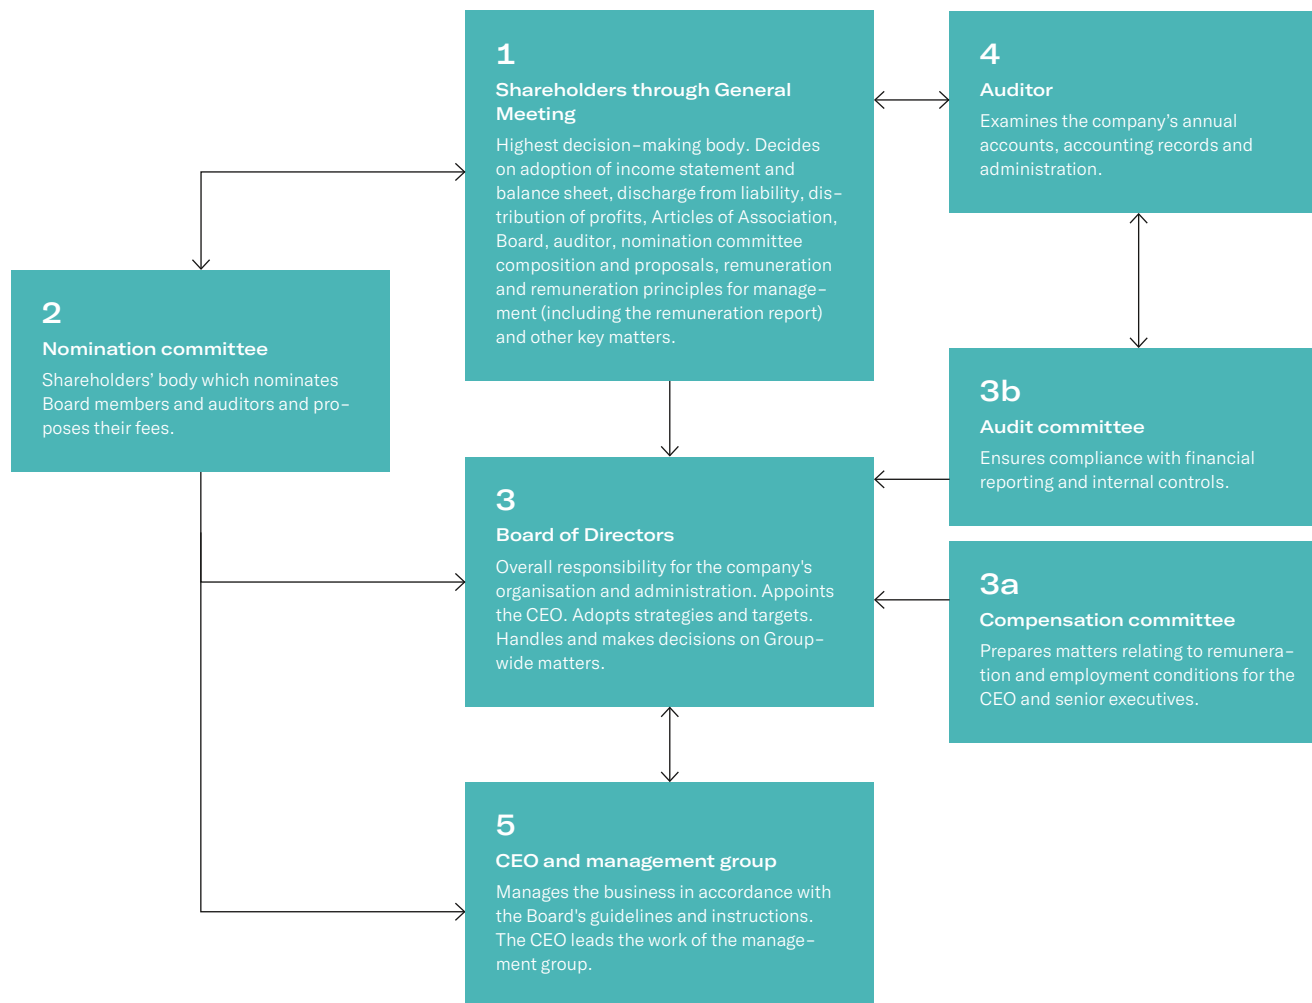 1
Shareholders through General
Meeting
Highest decision-making body. Decides
on adoption of income statement and
balance sheet, discharge from liability, dis-
tribution of profits, Articles of Association,
Board, auditor, nomination committee
composition and proposals, remuneration
and remuneration principles for manage-
ment (including the remuneration report)
and other key matters.
4
Auditor
Examines the company's annual
accounts, accounting records and
administration.
2
Nomination committee
Shareholders' body which nominates
Board members and auditors and pro-
poses their fees.
3b
Audit committee
Ensures compliance with financial
reporting and internal controls.
3
Board of Directors
Overall responsibility for the company's
organisation and administration. Appoints
the CEO. Adopts strategies and targets.
Handles and makes decisions on Group-
wide matters.
3a
Compensation committee
Prepares matters relating to remunera-
tion and employment conditions for the
CEO and senior executives.
5
CEO and management group
Manages the business in accordance with
the Board's guidelines and instructions.
The CEO leads the work of the manage-
ment group.